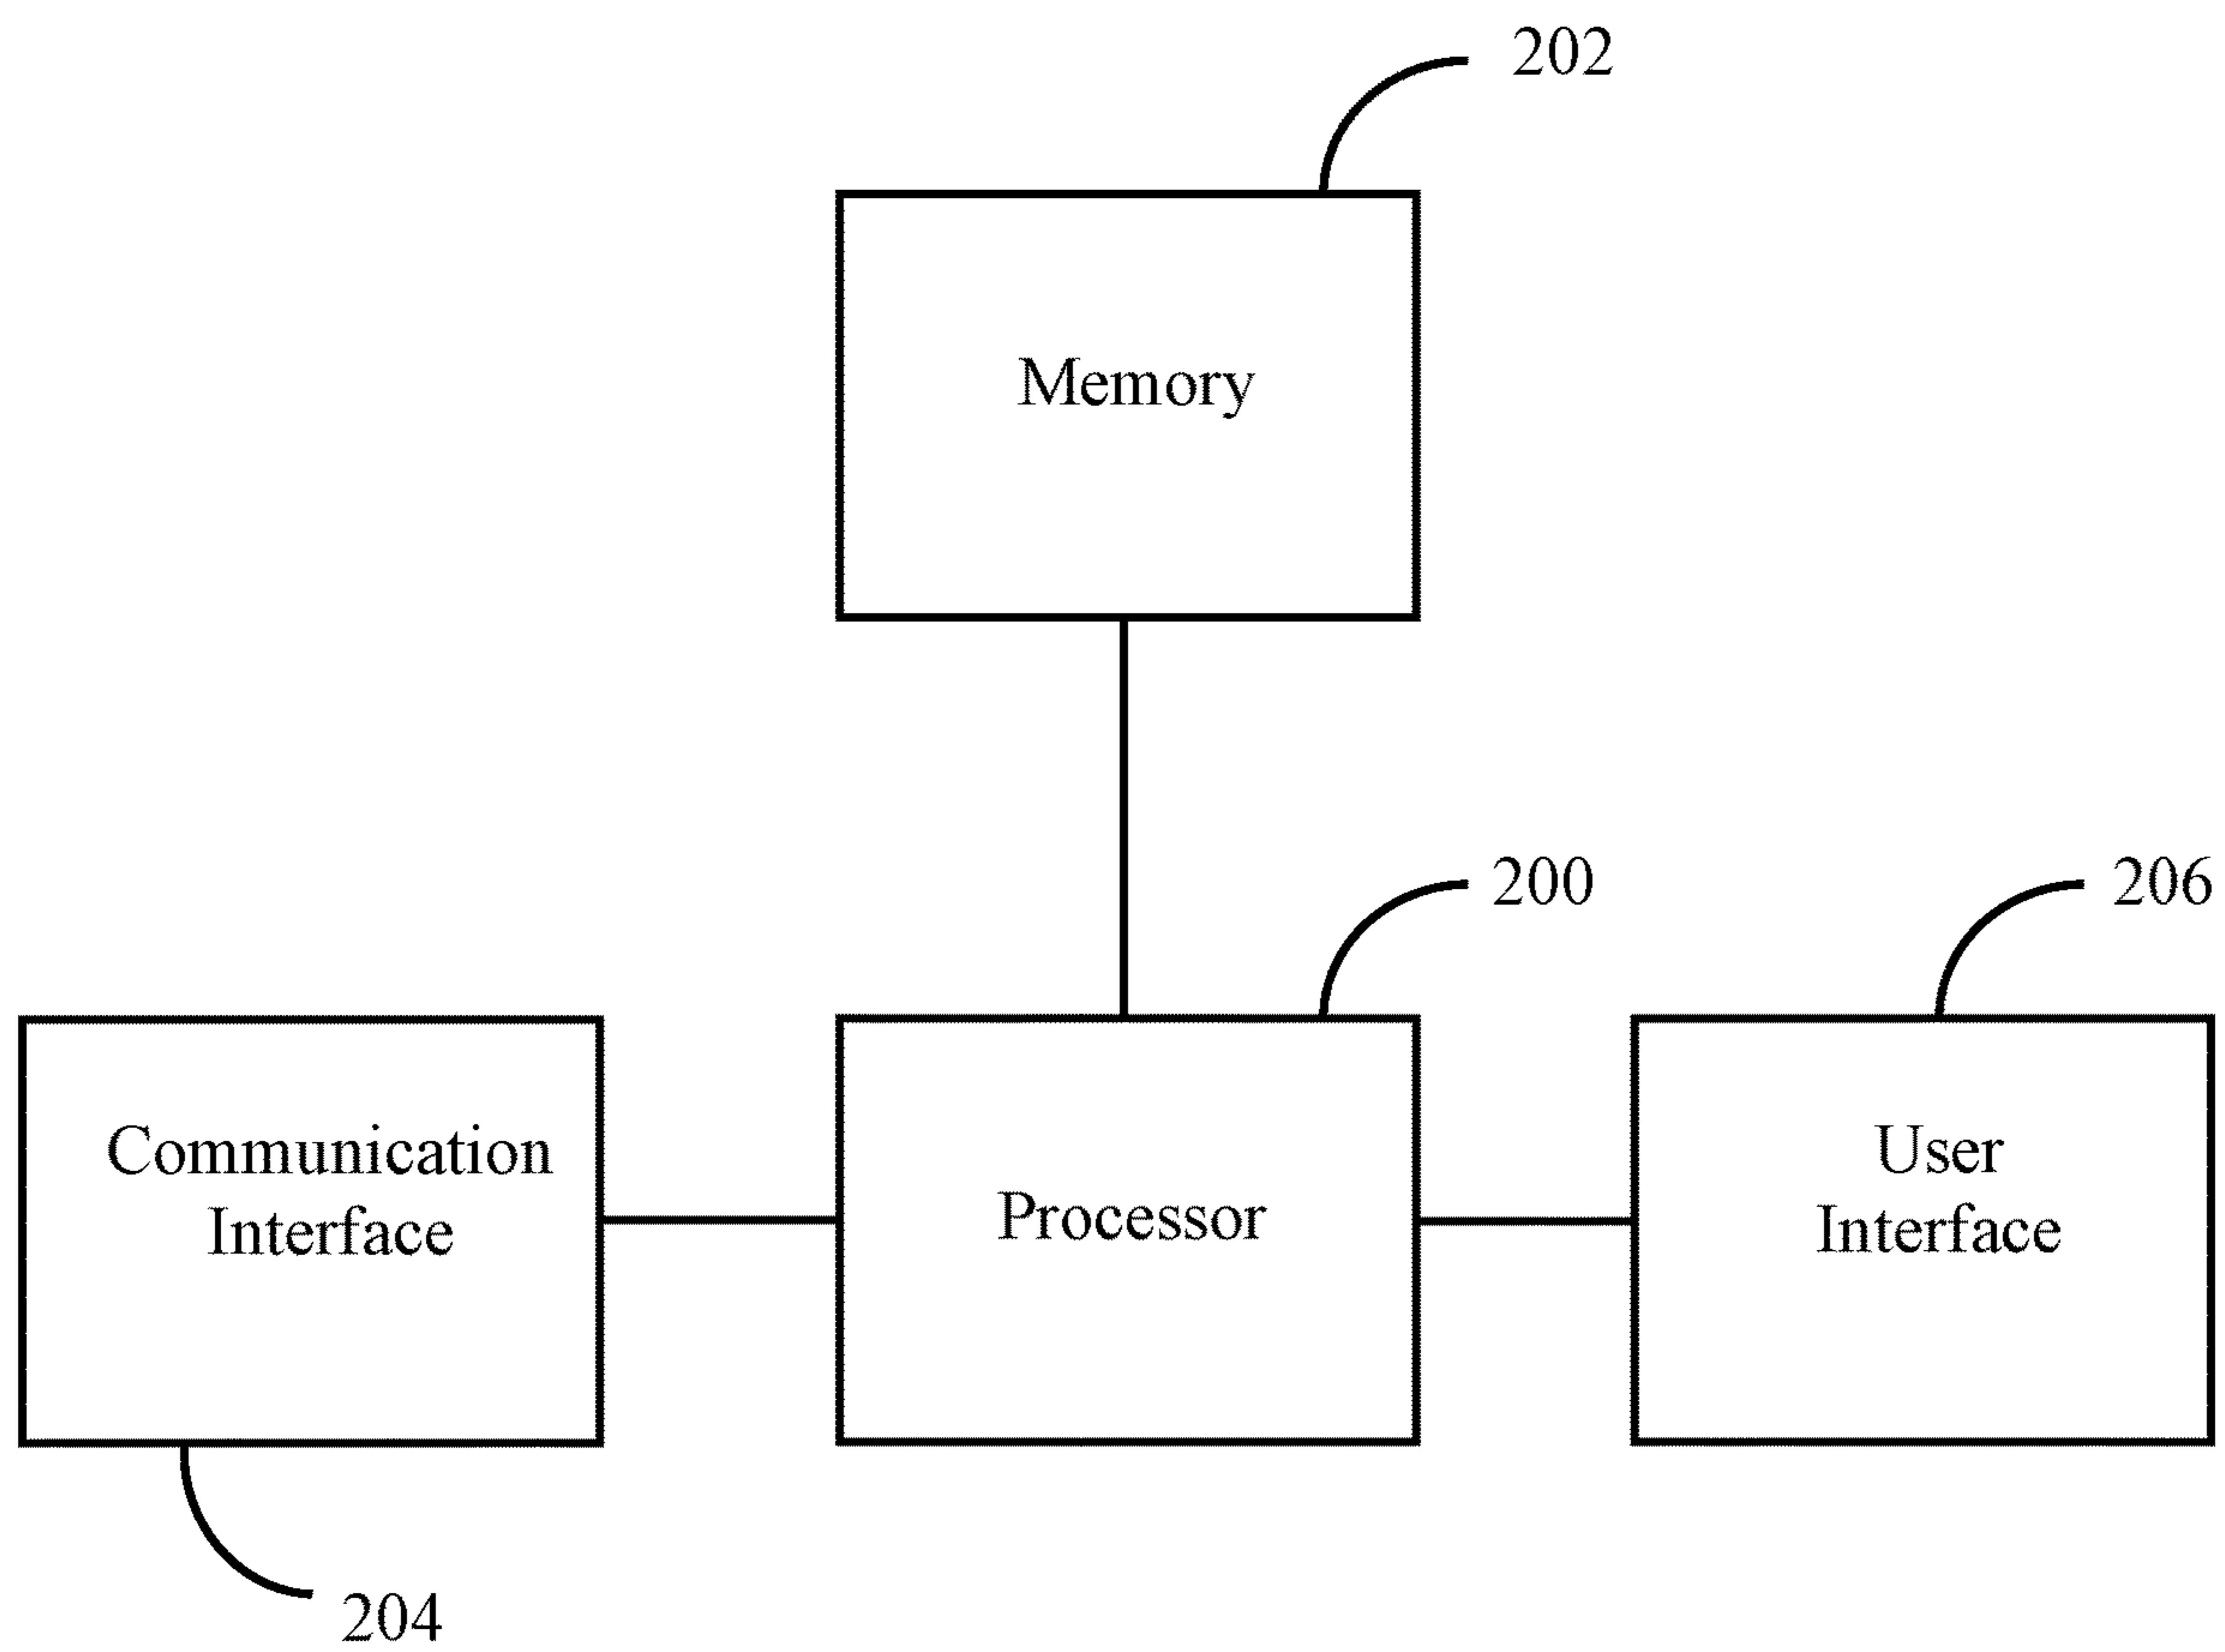 202
Memory
200
206
Communication
Interface
Processor
User
Interface
204